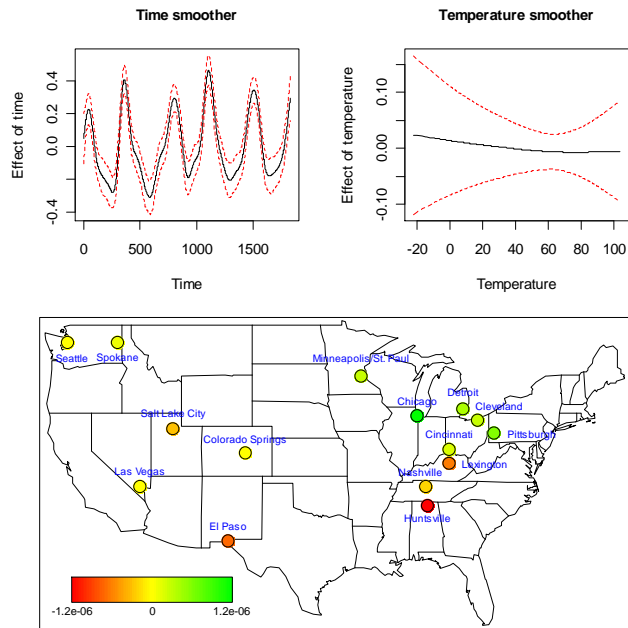 Time smoother
Temperature smoother
Effect of time
-0.4
0.0
0.2
0.4
0
500
1000
1500
Time
Effect of temperature
-0.10
0.00
0.10
-20
0
20
40
60
80
100
Temperature
Seattle
Spokane
Minneapolis/St. Paul
Detroit
Chicago
Cleveland
Salt Lake City
Cincinnati
Pittsburgh
Colorado Springs
Lexington
Las Vegas
Nashville
Huntsville
El Paso
-1.2e-06
0
1.2e-06